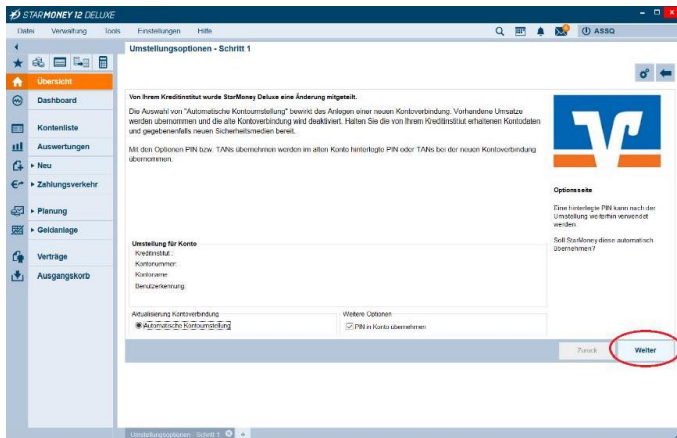 STARMONEY 12 DELUXE
Datei Verwaltung Tools Einstellungen Hilfe
ASSQ
Umstellungsoptionen - Schritt 1
Übersicht
Dashboard
Kontenliste
Auswertungen
Neu
Zahlungsverkehr
Planung
Geldanlage
Verträge
Ausgangskorb
Von Ihrem Kreditinstitut wurde StarMoney Deluxe eine Änderung mitgeteilt.
Die Auswahl von "Automatische Kontoumstellung" bewirkt das Anlegen einer neuen Kontoverbindung. Vorhandene Umsätze
werden übernommen und die alte Kontoverbindung wird deaktiviert. Halten Sie die von Ihrem Kreditinstitut erhaltenen Kontodaten
und gegebenenfalls neuen Sicherheitsmedien bereit.
Mit den Optionen PIN bzw. TANs übernehmen werden im alten Konto hinterlegte PIN oder TANs bei der neuen Kontoverbindung
übernommen.
Umstellung für Konto
Kreditinstitut :
Kontonummer:
Kontoname
Benutzerkennung:
Aktualisierung Kontoverbindung
Automatische Kontoumstellung
Weitere Optionen
PIN in Konto übernehmen
Optionsseite
Eine hinterlegte PIN kann nach der
Umstellung weiterhin verwendet
werden.
Soll StarMoney diese automatisch
übernehmen?
Zurück Weiter
Umstellungsoptionen - Schritt 1